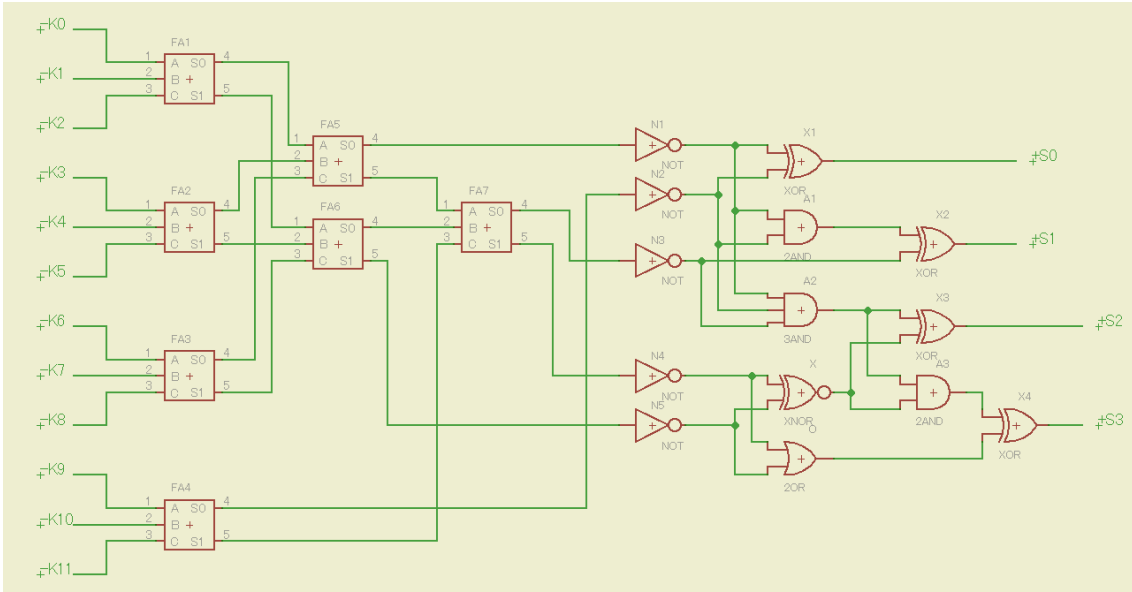 -K0
-K1
-K2
-K3
-K4
-K5
-K6
-K7
-K8
-K9
-K10
-K11
FA1
1 A S0 4
2 B
3 C S1 5
FA2
1 A S0 4
2 B
3 C S1 5
FA3
1 A S0 4
2 B
3 C S1 5
FA4
1 A S0 4
2 B
3 C S1 5
FA5
1 A S0 4
2 B
3 C S1 5
FA6
1 A S0 4
2 B
3 C S1 5
FA7
1 A S0 4
2 B
3 C S1 5
N1
NOT
N2
NOT
N3
NOT
N4
NOT
N5
NOT
X1
XOR
A1
2AND
A2
3AND
X
XNOR
O
2OR
X2
XOR
X3
XOR
A3
2AND
X4
XOR
S0
S1
S2
S3